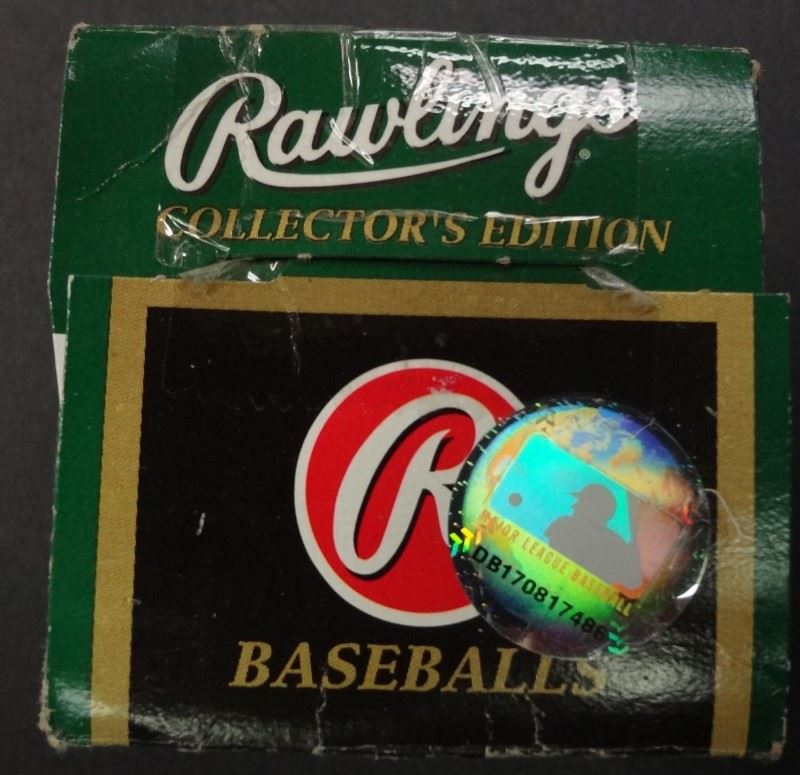 Rawlings®
COLLECTOR'S EDITION
R
MAJOR LEAGUE BASEBALL
DB170817486
BASEBALLS